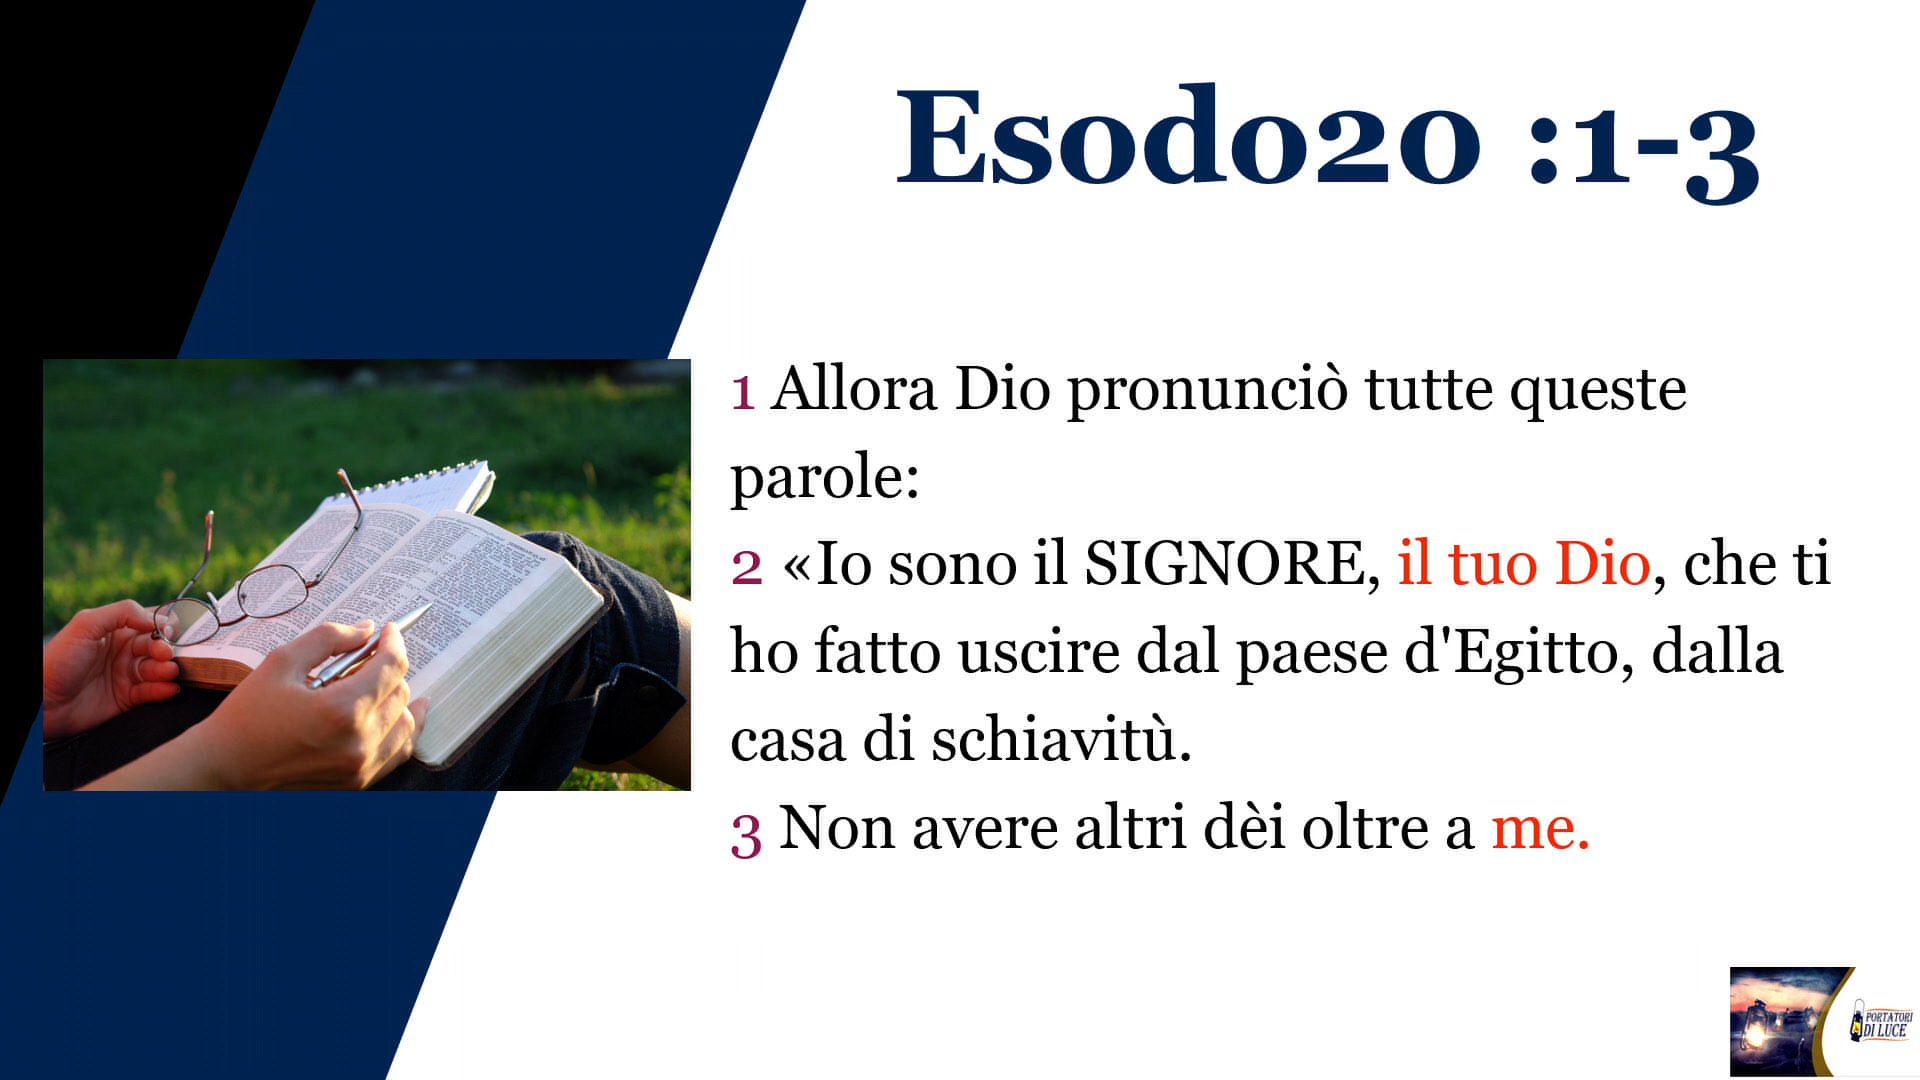 Esodo20 :1-3
1 Allora Dio pronunciò tutte queste
parole:
2 «Io sono il SIGNORE, il tuo Dio, che ti
ho fatto uscire dal paese d'Egitto, dalla
casa di schiavitù.
3 Non avere altri dèi oltre a me.
PORTATORI
DI LUCE